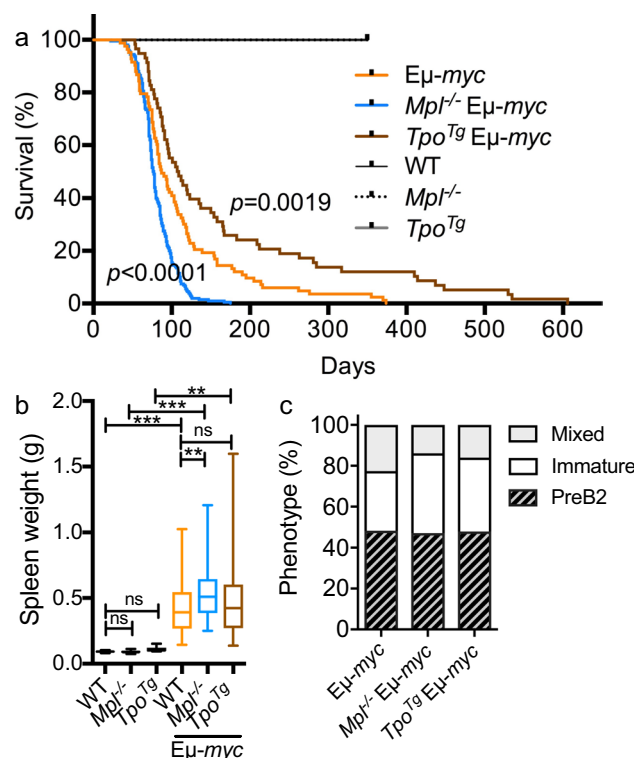 a
Survival (%)
100
80
60
40
20
0
0 100 200 300 400 500 600
Days
Eμ-myc
Mpl-/- Eμ-myc
TpoTg Eμ-myc
WT
Mpl-/-
TpoTg
p=0.0019
p<0.0001
b
Spleen weight (g)
2.0
1.5
1.0
0.5
0.0
**
***
***
ns
**
ns
ns
WT Mpl-/- TpoTg WT Mpl-/- TpoTg
Eμ-myc
c
Phenotype (%)
100
80
60
40
20
0
Mixed
Immature
PreB2
Eμ-myc
Mpl-/- Eμ-myc
TpoTg Eμ-myc